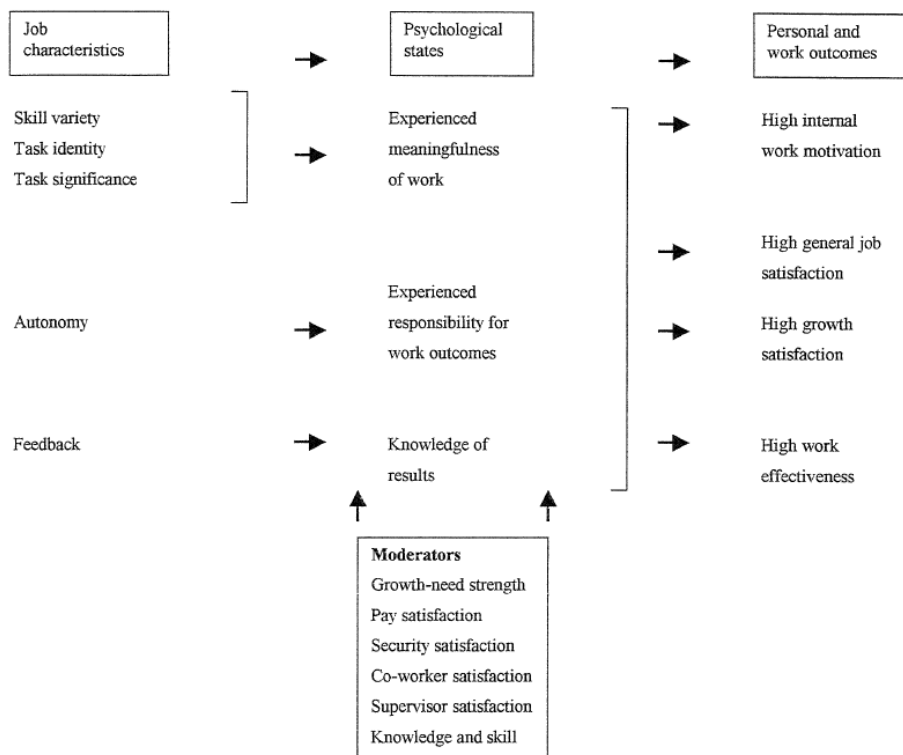 Job
characteristics
Psychological
states
Personal and
work outcomes
Skill variety
Task identity
Task significance
Experienced
meaningfulness
of work
High internal
work motivation
High general job
satisfaction
Autonomy
Experienced
responsibility for
work outcomes
High growth
satisfaction
Feedback
Knowledge of
results
High work
effectiveness
Moderators
Growth-need strength
Pay satisfaction
Security satisfaction
Co-worker satisfaction
Supervisor satisfaction
Knowledge and skill